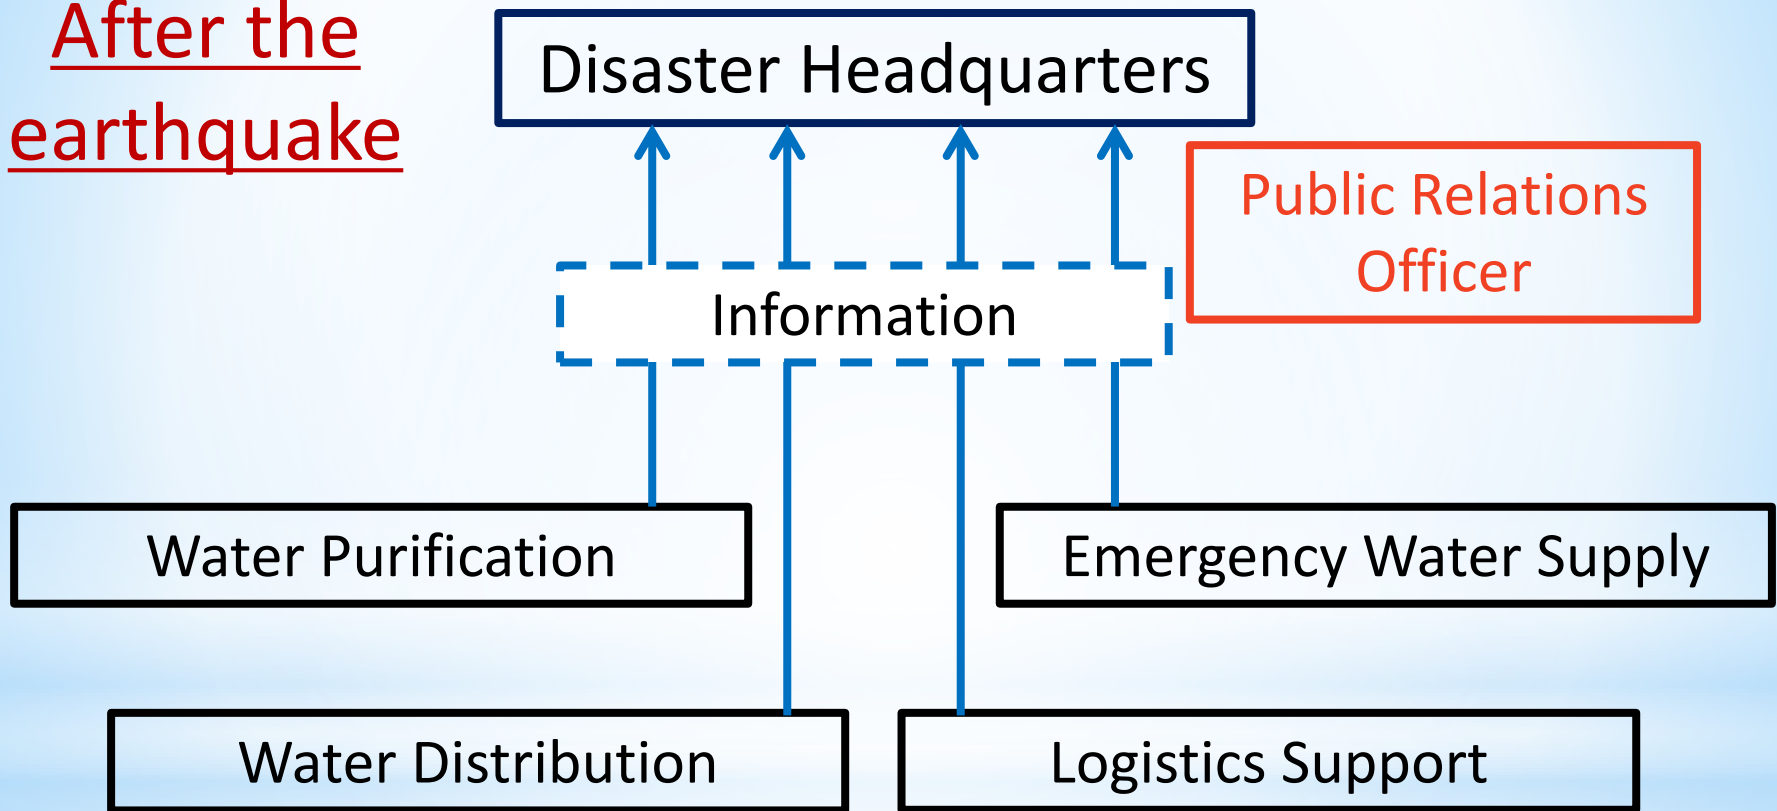 After the
earthquake
Disaster Headquarters
Public Relations
Officer
Information
Water Purification
Emergency Water Supply
Water Distribution
Logistics Support